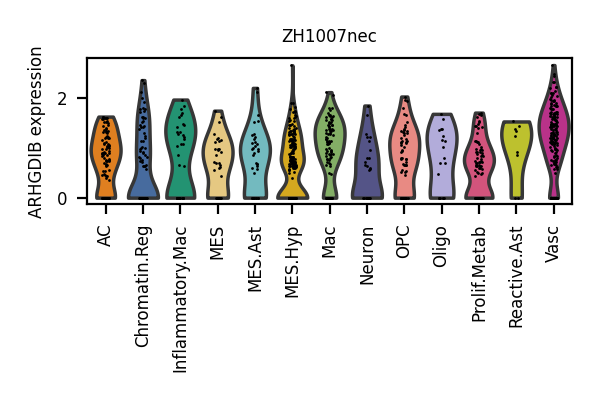 ZH1007nec
ARHGDIB expression
2
0
AC
Chromatin.Reg
Inflammatory.Mac
MES
MES.Ast
MES.Hyp
Mac
Neuron
OPC
Oligo
Prolif.Metab
Reactive.Ast
Vasc